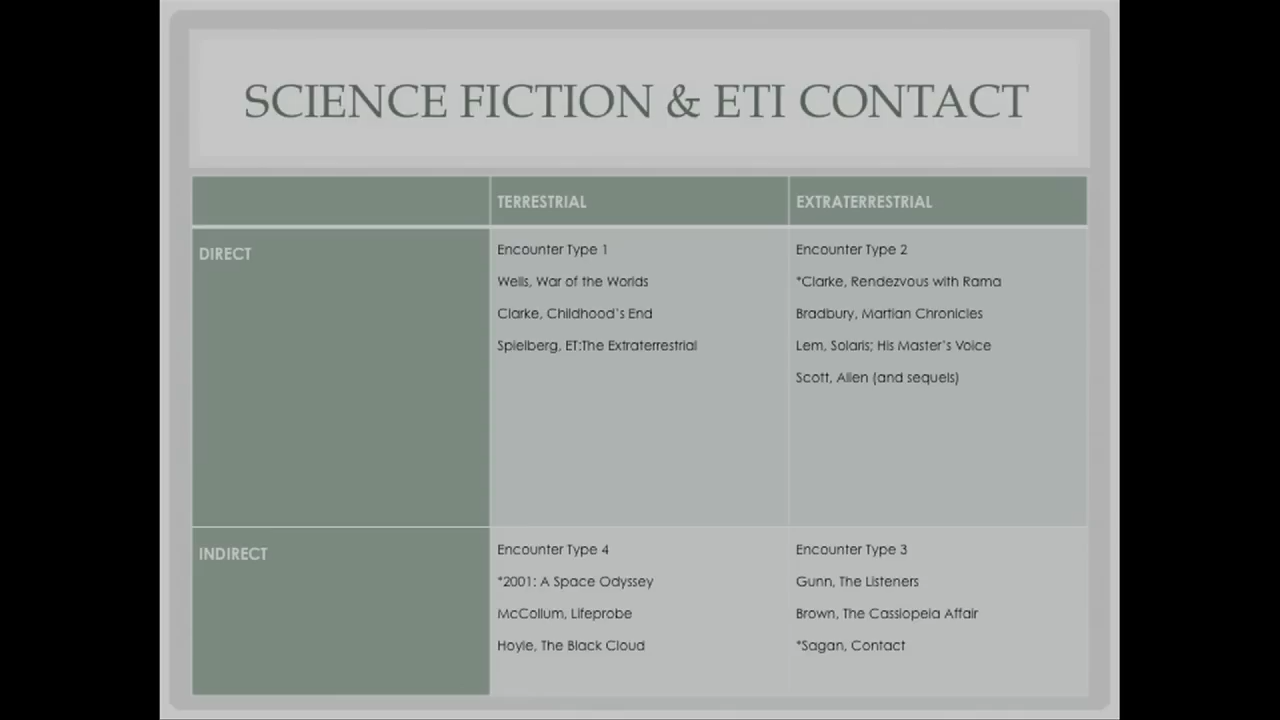 SCIENCE FICTION & ETI CONTACT
TERRESTRIAL
EXTRATERRESTRIAL
DIRECT
Encounter Type 1
Wells, War of the Worlds
Clarke, Childhood's End
Spielberg, ET:The Extraterrestrial
Encounter Type 2
*Clarke, Rendezvous with Rama
Bradbury, Martian Chronicles
Lem, Solaris; His Master's Voice
Scott, Alien (and sequels)
INDIRECT
Encounter Type 4
*2001: A Space Odyssey
McCollum, Lifeprobe
Hoyle, The Black Cloud
Encounter Type 3
Gunn, The Listeners
Brown, The Cassiopeia Affair
*Sagan, Contact